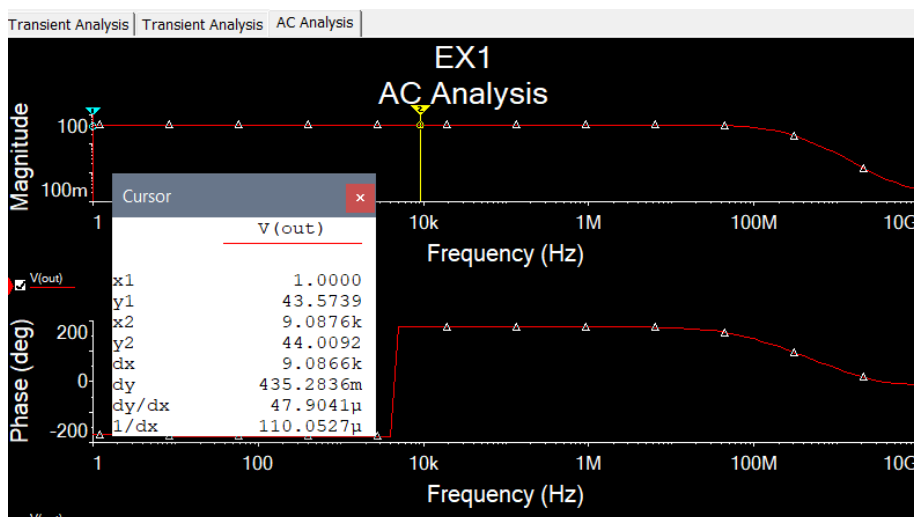 Transient Analysis Transient Analysis AC Analysis
EX1
AC Analysis
Magnitude
100
100m
1 10k 1M 100M 10G
Frequency (Hz)
Cursor ×
V(out)
x1 1.0000
y1 43.5739
x2 9.0876k
y2 44.0092
dx 9.0866k
dy 435.2836m
dy/dx 47.9041µ
1/dx 110.0527µ
V(out)
Phase (deg)
200
0
-200
1 100 10k 1M 100M 10G
Frequency (Hz)